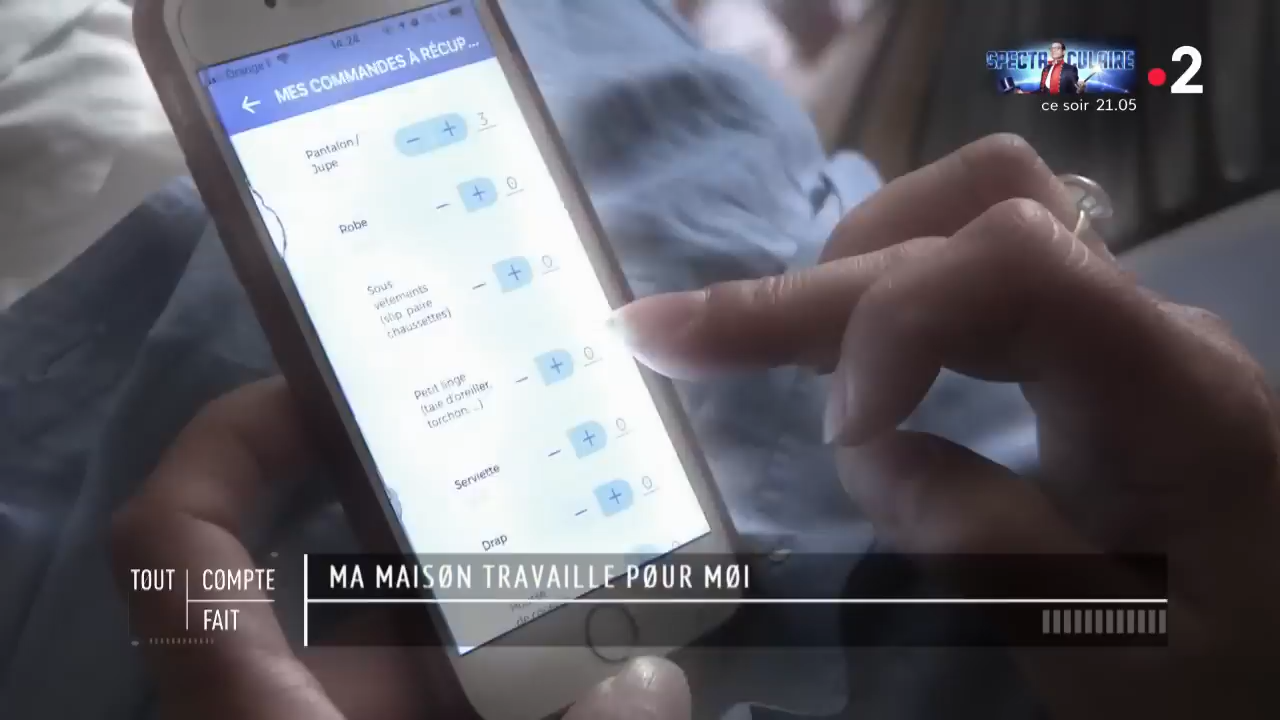 Orange F
14:24
MES COMMANDES À RÉCUP...
Pantalon /
Jupe
3
Robe
0
Sous
vetements
(slip, paire
chaussettes)
0
Petit linge
(taie d'oreiller,
torchon, ...)
0
Serviette
0
Drap
0
SPECTACULAIRE
ce soir 21.05
2
TOUT COMPTE
FAIT
MA MAISØN TRAVAILLE PØUR MØI